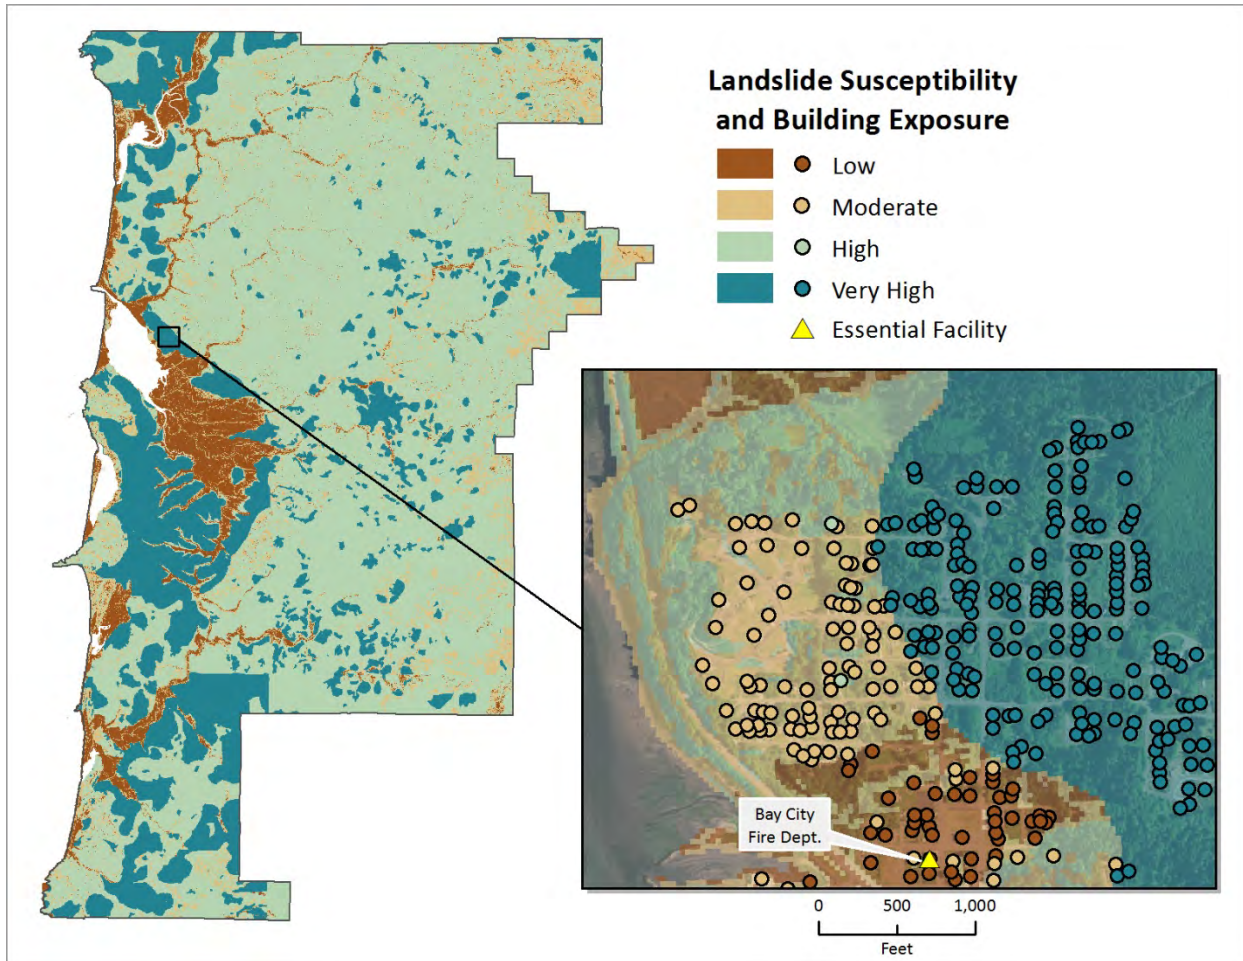 Landslide Susceptibility
and Building Exposure
Low
Moderate
High
Very High
Essential Facility
Bay City
Fire Dept.
0 500 1,000
Feet